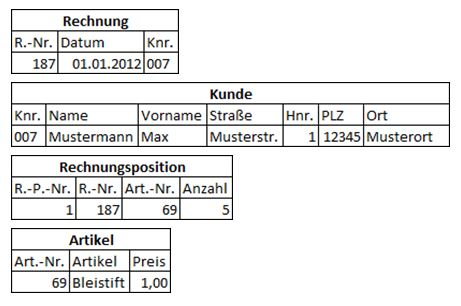 Rechnung
R.-Nr. Datum Knr.
187 01.01.2012 007
Kunde
Knr. Name Vorname Straße Hnr. PLZ Ort
007 Mustermann Max Musterstr. 1 12345 Musterort
Rechnungsposition
R.-P.-Nr. R.-Nr. Art.-Nr. Anzahl
1 187 69 5
Artikel
Art.-Nr. Artikel Preis
69 Bleistift 1,00